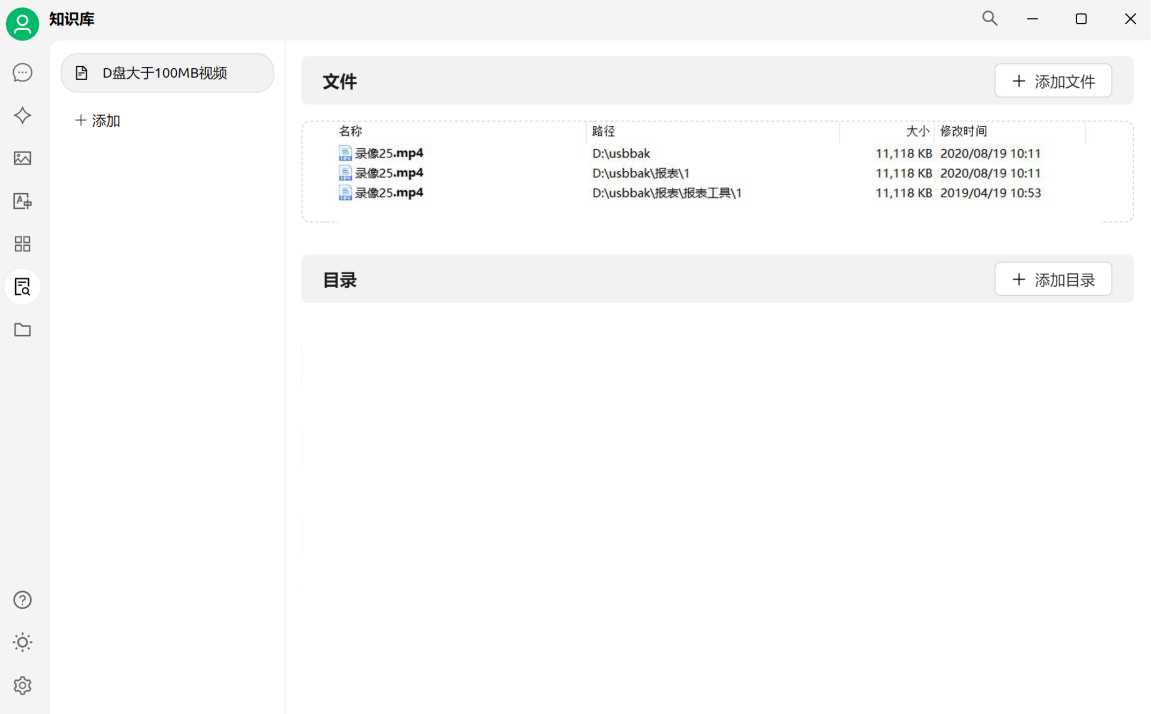 知识库
D盘大于100MB视频
添加
文件
添加文件
名称 路径 大小 修改时间
录像25.mp4 D:\usbbak 11,118 KB 2020/08/19 10:11
录像25.mp4 D:\usbbak\报表\1 11,118 KB 2020/08/19 10:11
录像25.mp4 D:\usbbak\报表\报表工具\1 11,118 KB 2019/04/19 10:53
目录
添加目录